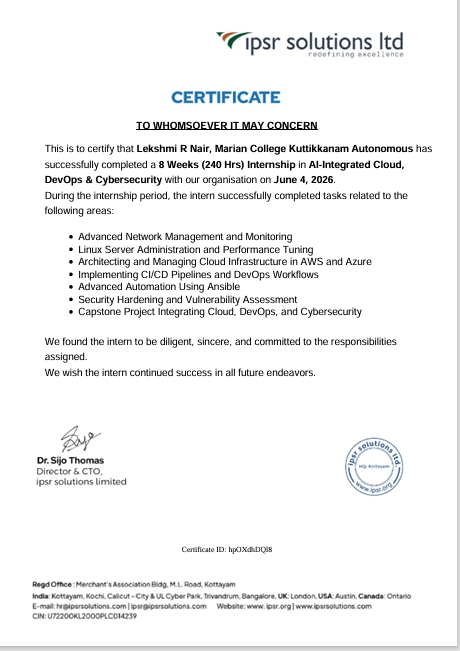 ipsr solutions ltd
redefining excellence
CERTIFICATE
TO WHOMSOEVER IT MAY CONCERN
This is to certify that Lekshmi R Nair, Marian College Kuttikkanam Autonomous has
successfully completed a 8 Weeks (240 Hrs) Internship in AI-Integrated Cloud,
DevOps & Cybersecurity with our organisation on June 4, 2026.
During the internship period, the intern successfully completed tasks related to the
following areas:
• Advanced Network Management and Monitoring
• Linux Server Administration and Performance Tuning
• Architecting and Managing Cloud Infrastructure in AWS and Azure
• Implementing CI/CD Pipelines and DevOps Workflows
• Advanced Automation Using Ansible
• Security Hardening and Vulnerability Assessment
• Capstone Project Integrating Cloud, DevOps, and Cybersecurity
We found the intern to be diligent, sincere, and committed to the responsibilities
assigned.
We wish the intern continued success in all future endeavors.
Dr. Sijo Thomas
Director & CTO,
ipsr solutions limited
ipsr solutions ltd.
HQ: Kottayam
www.ipsr.org
Certificate ID: hpOXdhDQI8
Regd Office : Merchant's Association Bldg, M.L. Road, Kottayam
India: Kottayam, Kochi, Calicut - City & UL Cyber Park, Trivandrum, Bangalore, UK: London, USA: Austin, Canada: Ontario
E-mail: hr@ipsrsolutions.com | ipsr@ipsrsolutions.com Website: www. ipsr.org | www.ipsrsolutions.com
CIN: U72200KL2000PLC014239